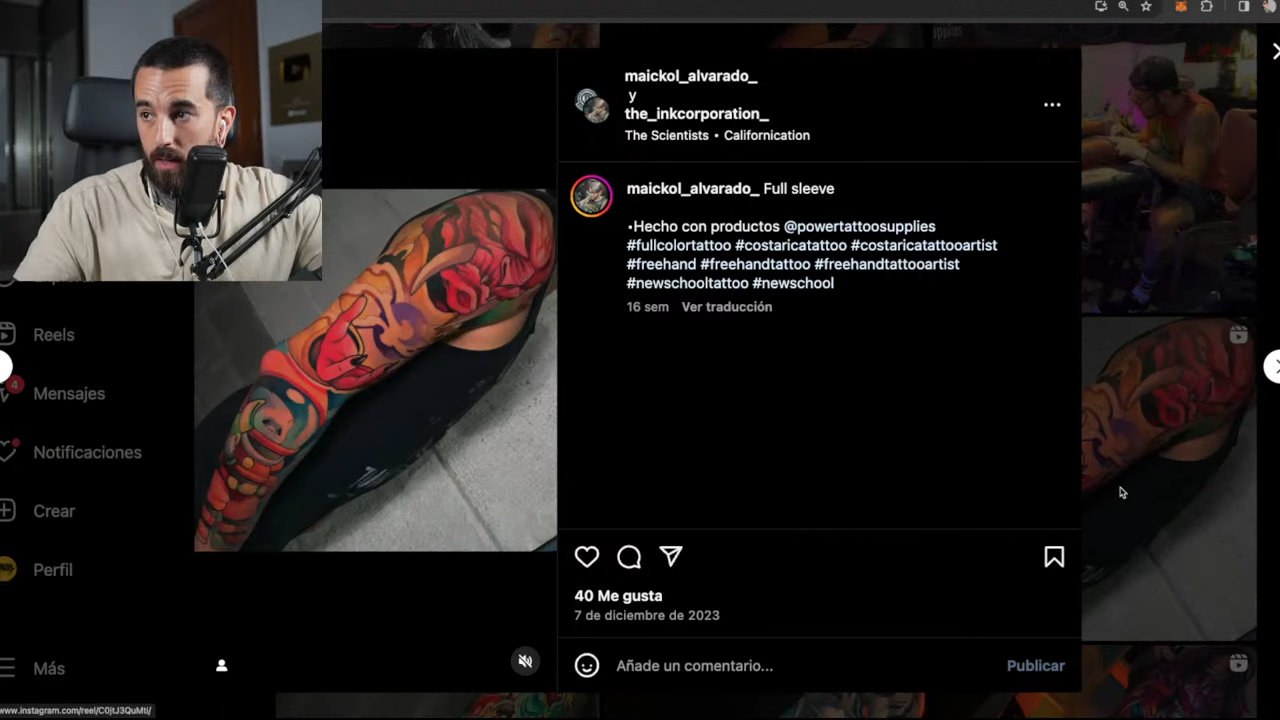 maickol_alvarado_
y
the_inkcorporation_
The Scientists • Californication
maickol_alvarado_ Full sleeve
•Hecho con productos @powertattoosupplies
#fullcolortattoo #costaricatattoo #costaricatattooartist
#freehand #freehandtattoo #freehandtattooartist
#newschooltattoo #newschool
16 sem Ver traducción
Reels
4
Mensajes
Notificaciones
Crear
Perfil
Más
40 Me gusta
7 de diciembre de 2023
Añade un comentario...
Publicar
www.instagram.com/reel/C0jtJ3QuMti/